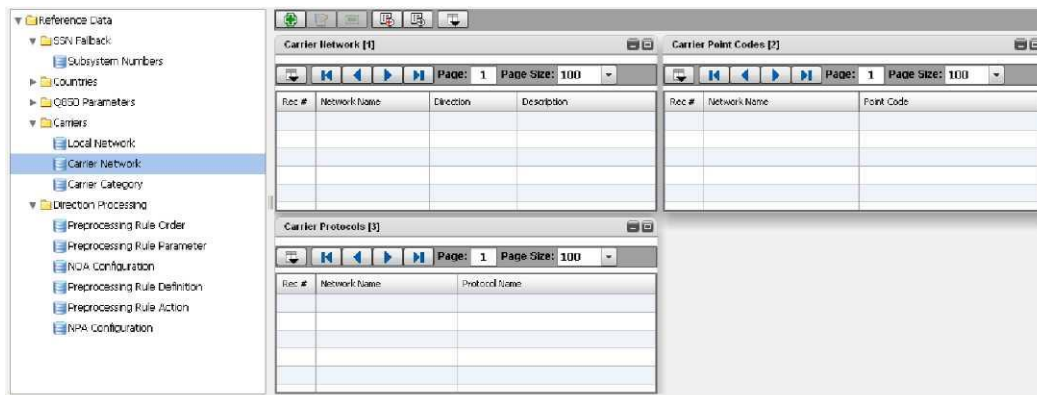 Reference Data
SSN Fallback
Subsystem Numbers
Countries
Q850 Parameters
Carriers
Local Network
Carrier Network
Carrier Category
Direction Processing
Preprocessing Rule Order
Preprocessing Rule Parameter
NOA Configuration
Preprocessing Rule Definition
Preprocessing Rule Action
NPA Configuration
Carrier Network [1]
Page: 1 Page Size: 100
Rec # Network Name Direction Description
Carrier Point Codes [2]
Page: 1 Page Size: 100
Rec # Network Name Point Code
Carrier Protocols [3]
Page: 1 Page Size: 100
Rec # Network Name Protocol Name